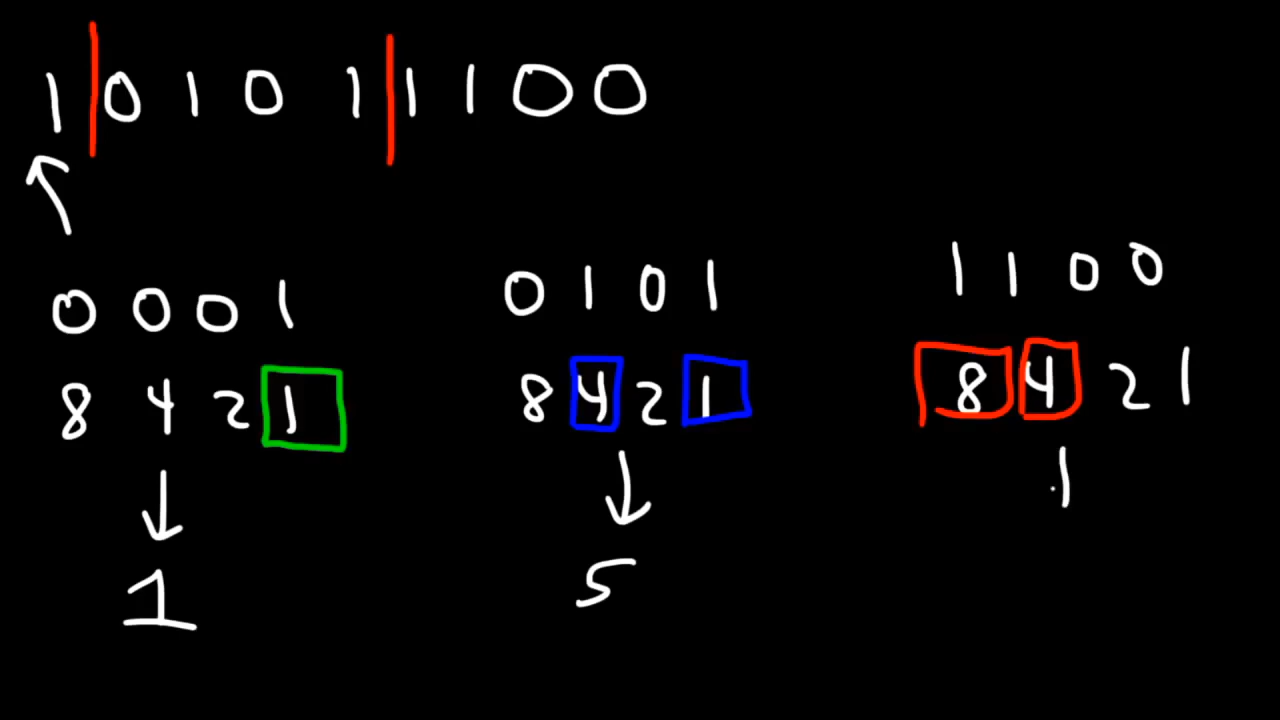 1 0 1 0 1 1 1 0 0
0 0 0 1 0 1 0 1 1 1 0 0
8 4 2 1 8 4 2 1 8 4 2 1
1 5